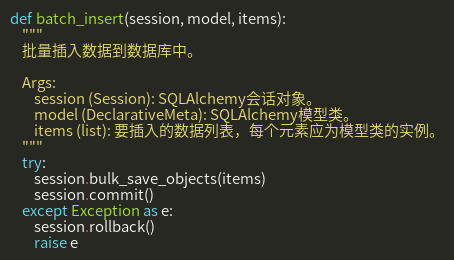 def batch_insert(session, model, items):
    """
    批量插入数据到数据库中。

    Args:
        session (Session): SQLAlchemy会话对象。
        model (DeclarativeMeta): SQLAlchemy模型类。
        items (list): 要插入的数据列表，每个元素应为模型类的实例。
    """
    try:
        session.bulk_save_objects(items)
        session.commit()
    except Exception as e:
        session.rollback()
        raise e